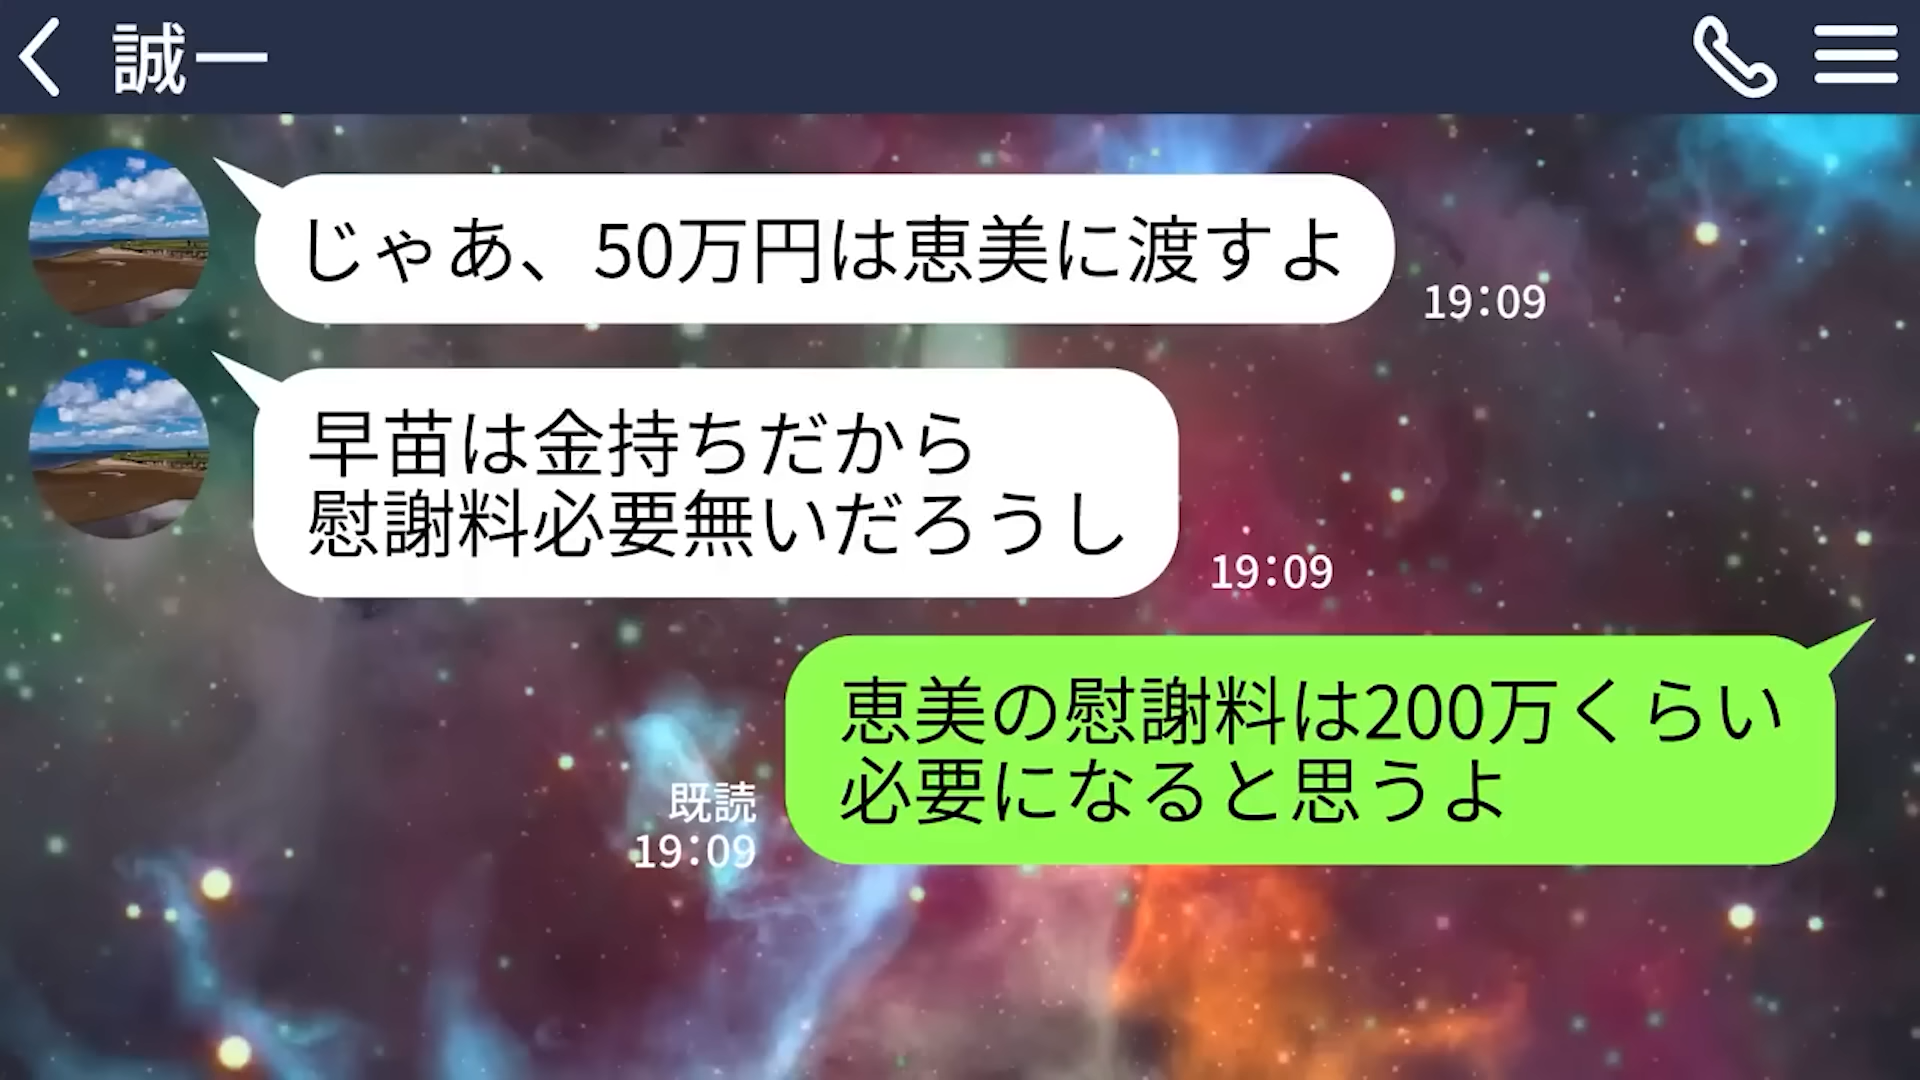 誠一
じゃあ、50万円は恵美に渡すよ
19:09
早苗は金持ちだから
慰謝料必要無いだろうし
19:09
恵美の慰謝料は200万くらい
必要になると思うよ
既読
19:09